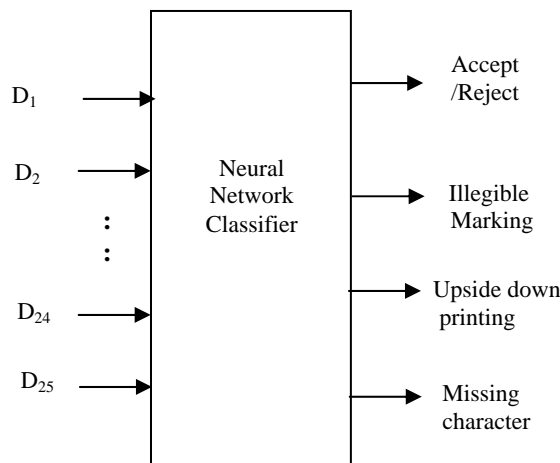 D₁
D₂
:
:
D₂₄
D₂₅
Neural
Network
Classifier
Accept
/Reject
Illegible
Marking
Upside down
printing
Missing
character